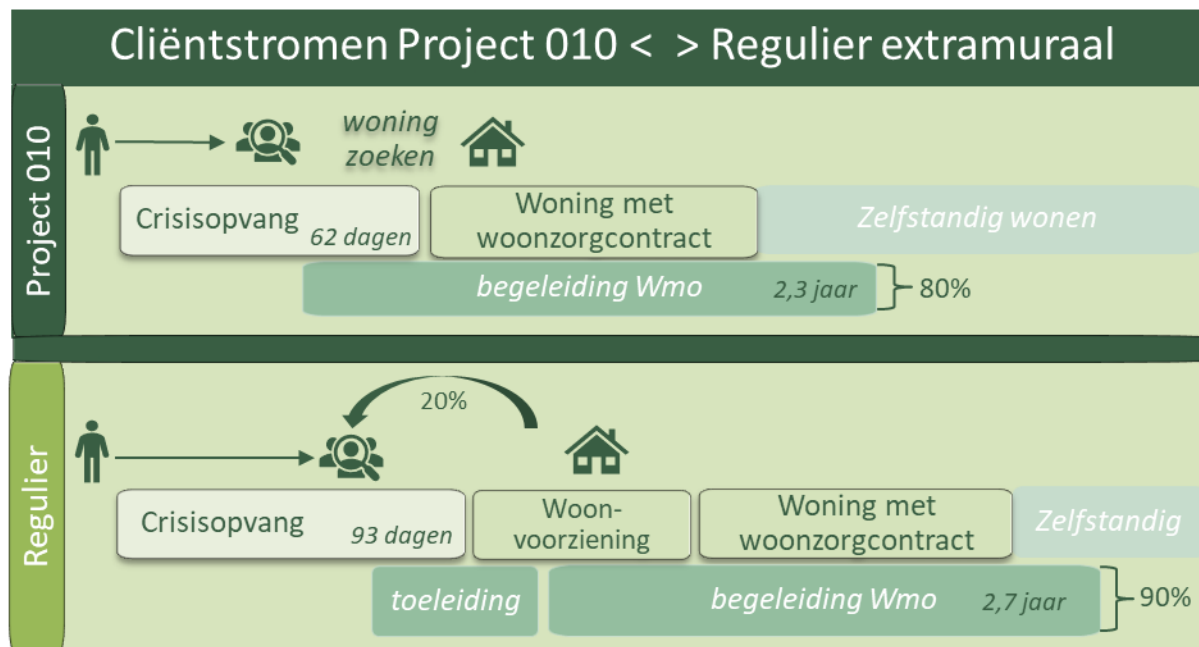 Cliëntstromen Project 010 < > Regulier extramuraal
Project 010
woning
zoeken
Crisisopvang
62 dagen
Woning met
woonzorgcontract
Zelfstandig wonen
begeleiding Wmo
2,3 jaar
80%
Regulier
20%
Crisisopvang
93 dagen
Woon-
voorziening
Woning met
woonzorgcontract
Zelfstandig
toeleiding
begeleiding Wmo
2,7 jaar
90%